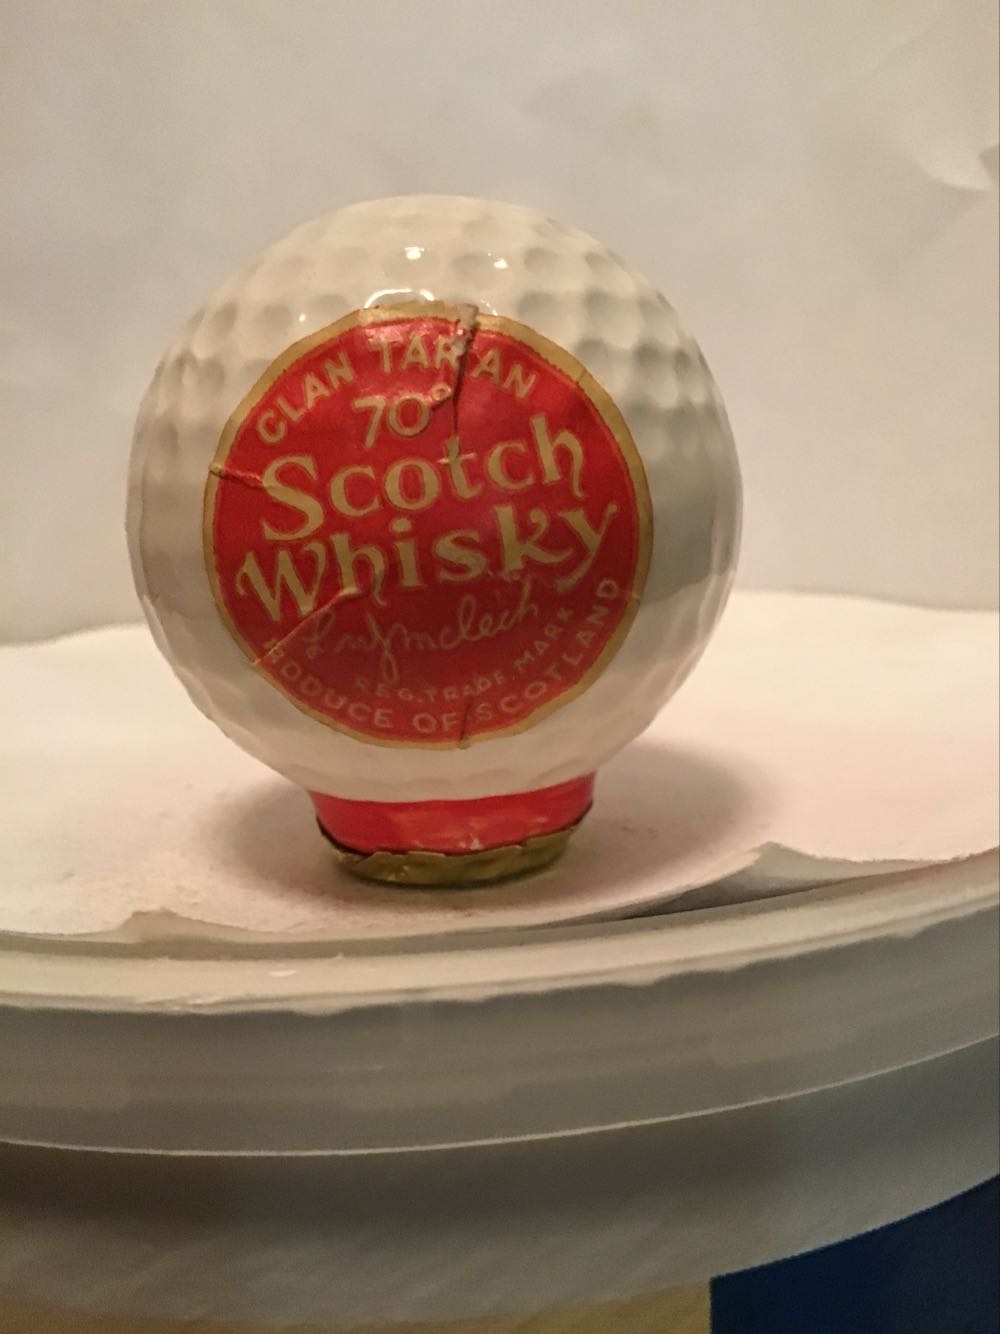 CLAN TARTAN
70°
Scotch
Whisky
REG. TRADE. MARK
PRODUCE OF SCOTLAND